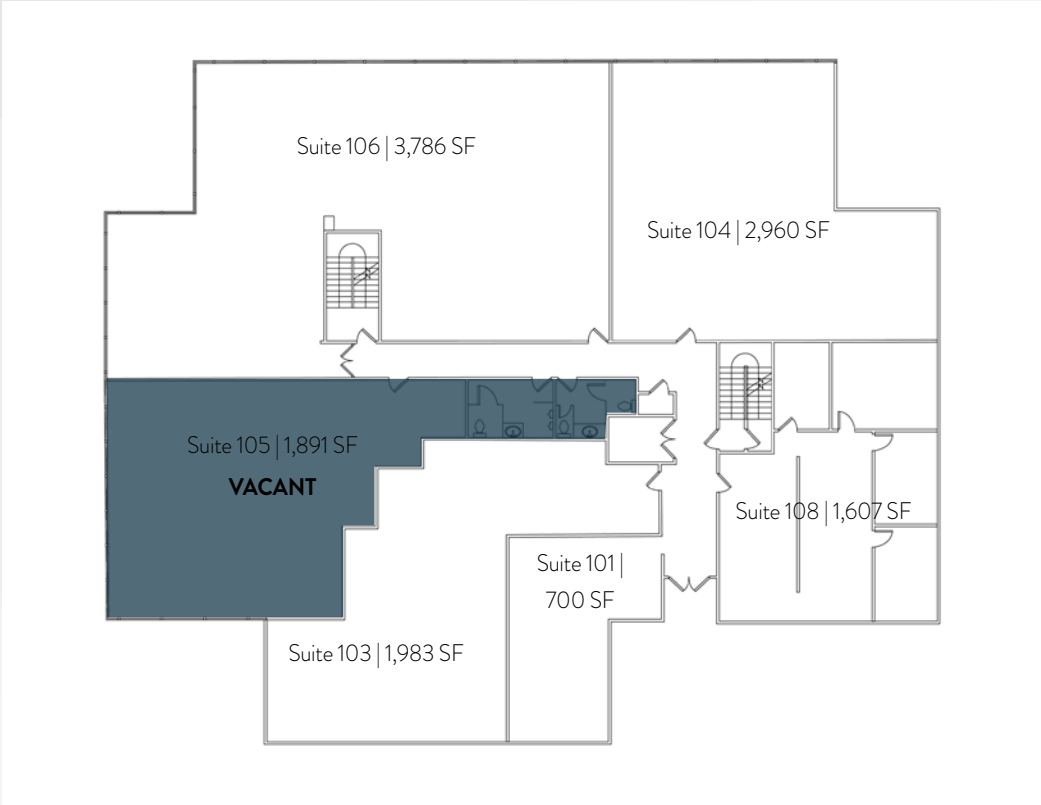 Suite 106 | 3,786 SF
Suite 104 | 2,960 SF
Suite 105 | 1,891 SF
VACANT
Suite 108 | 1,607 SF
Suite 101 |
700 SF
Suite 103 | 1,983 SF